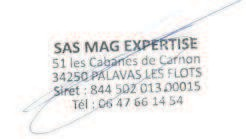 SAS MAG EXPERTISE
51 les Cabanes de Carnon
34250 PALAVAS LES FLOTS
Siret : 844 502 013 00015
Tél : 06 47 66 14 54